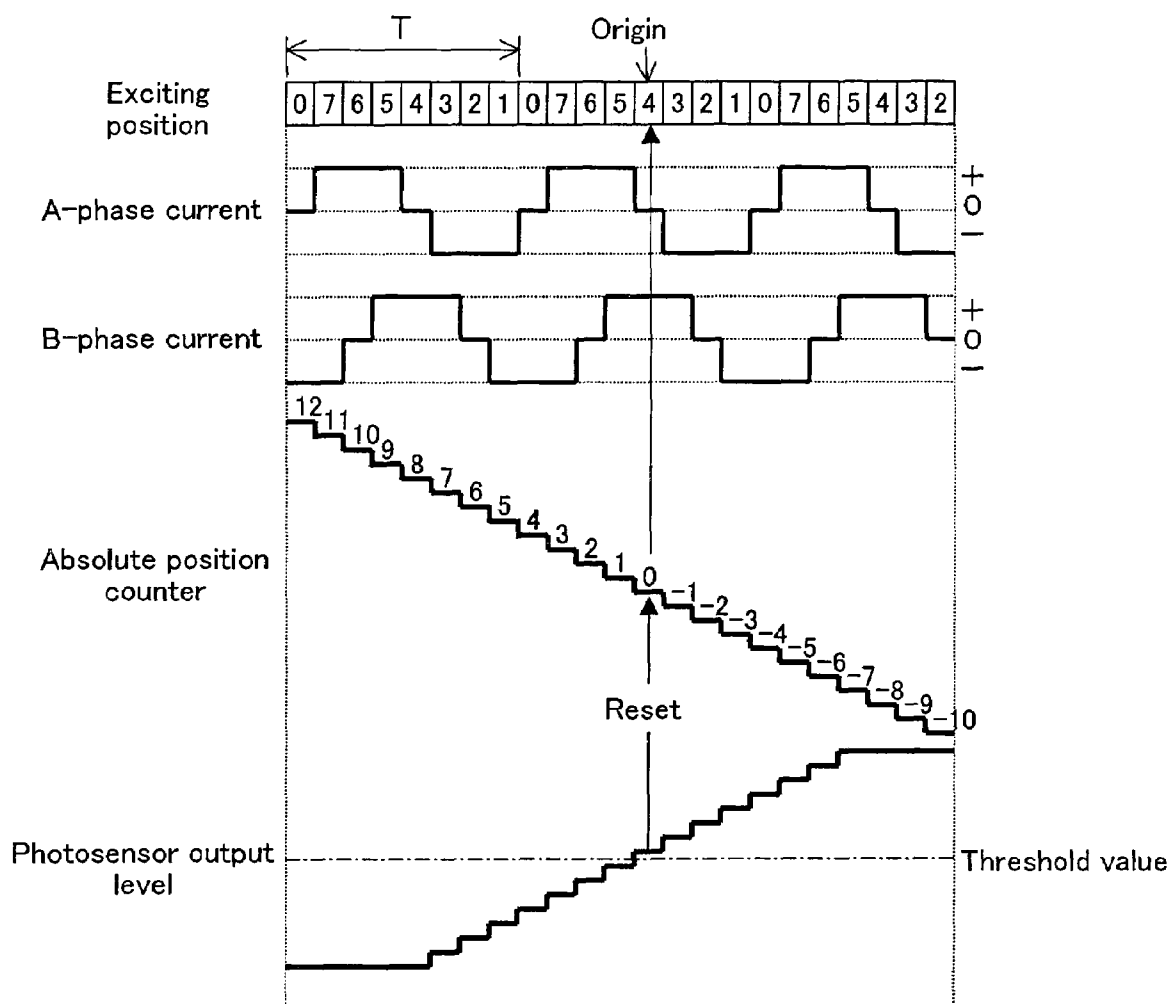 T
Origin
Exciting position
0 7 6 5 4 3 2 1 0 7 6 5 4 3 2 1 0 7 6 5 4 3 2
A-phase current
+
0
−
B-phase current
+
0
−
12 11 10 9 8 7 6 5 4 3 2 1 0 -1 -2 -3 -4 -5 -6 -7 -8 -9 -10
Absolute position
counter
Reset
Photosensor output
level
Threshold value